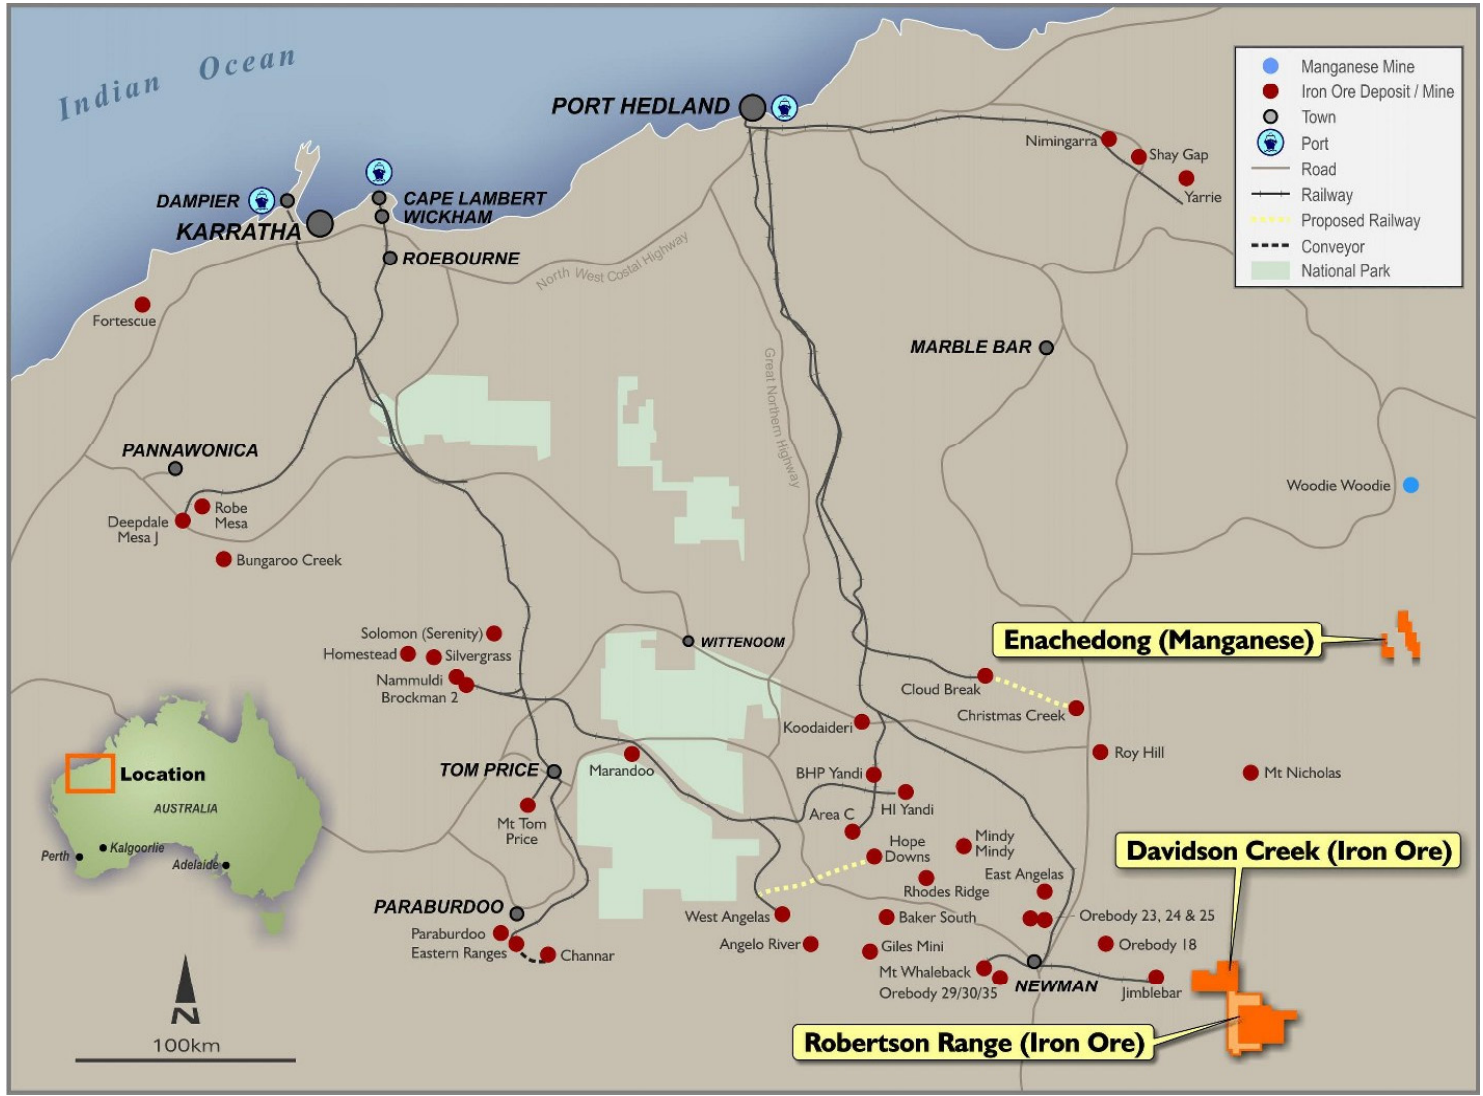 Indian Ocean
PORT HEDLAND
Manganese Mine
Iron Ore Deposit / Mine
Town
Port
Road
Railway
Proposed Railway
Conveyor
National Park
Nimingarra
Shay Gap
Yarrie
DAMPIER
KARRATHA
CAPE LAMBERT
WICKHAM
ROEBOURNE
North West Costal Highway
Fortescue
MARBLE BAR
Great Northern Highway
PANNAWONICA
Robe
Mesa
Deepdale
Mesa J
Bungaroo Creek
Woodie Woodie
Solomon (Serenity)
Homestead
Silvergrass
Nammuldi
Brockman 2
WITTENOOM
Enachedong (Manganese)
Cloud Break
Christmas Creek
Koodaideri
Roy Hill
Mt Nicholas
Marandoo
TOM PRICE
Mt Tom
Price
BHP Yandi
HI Yandi
Area C
Hope
Downs
Mindy
Mindy
Rhodes Ridge
East Angelas
Davidson Creek (Iron Ore)
Location
AUSTRALIA
Perth
Kalgoorlie
Adelaide
PARABURDOO
Paraburdoo
Eastern Ranges
Channar
West Angelas
Angelo River
Baker South
Giles Mini
Orebody 23, 24 & 25
Orebody 18
Mt Whaleback
Orebody 29/30/35
NEWMAN
Jimblebar
Robertson Range (Iron Ore)
N
100km